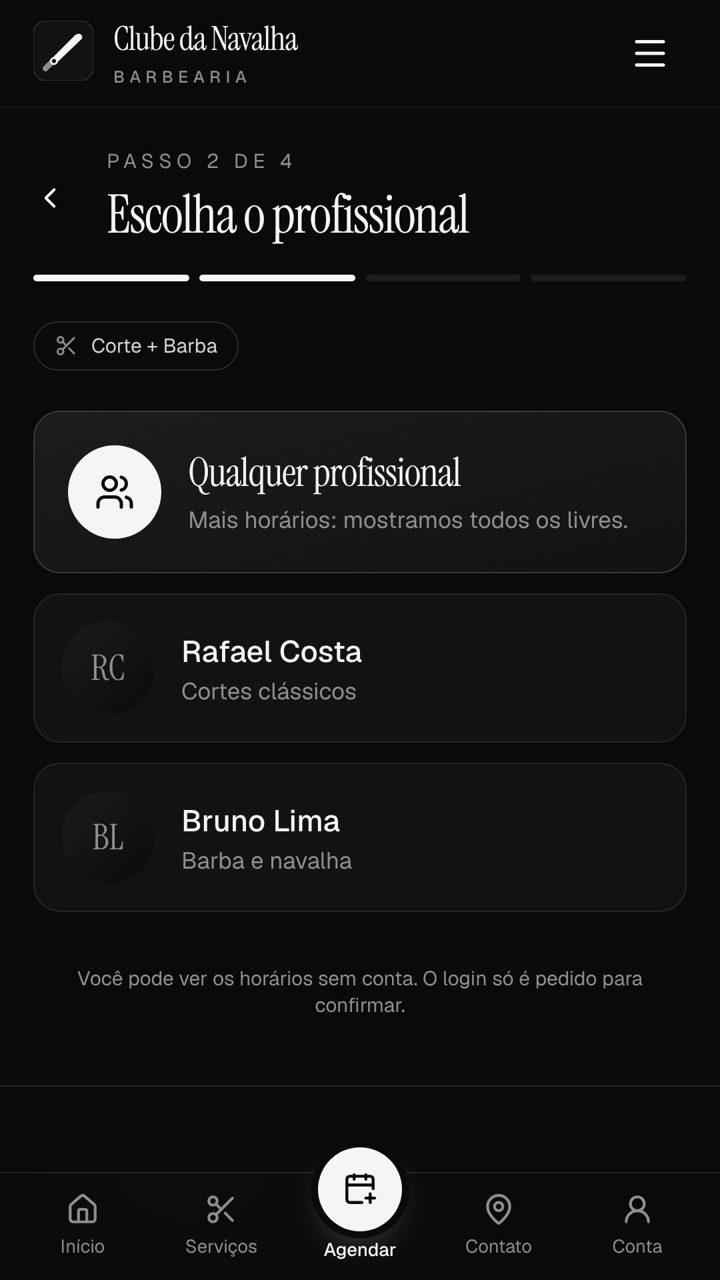 Clube da Navalha
BARBEARIA
PASSO 2 DE 4
Escolha o profissional
Corte + Barba
Qualquer profissional
Mais horários: mostramos todos os livres.
RC
Rafael Costa
Cortes clássicos
BL
Bruno Lima
Barba e navalha
Você pode ver os horários sem conta. O login só é pedido para
confirmar.
Início
Serviços
Agendar
Contato
Conta